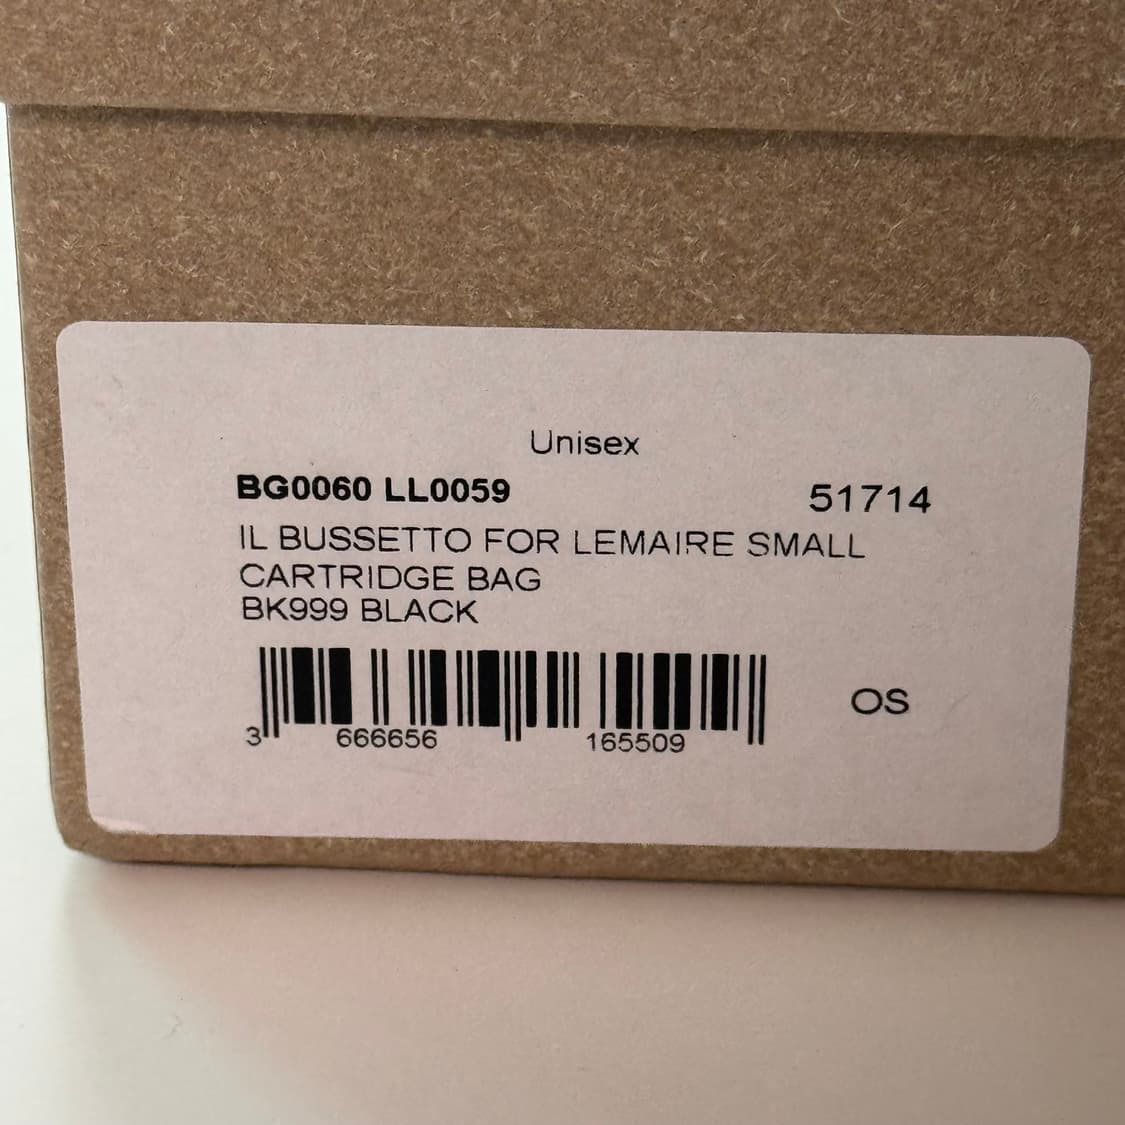 Unisex
BG0060 LL0059 51714
IL BUSSETTO FOR LEMAIRE SMALL
CARTRIDGE BAG
BK999 BLACK
OS
3 666656 165509